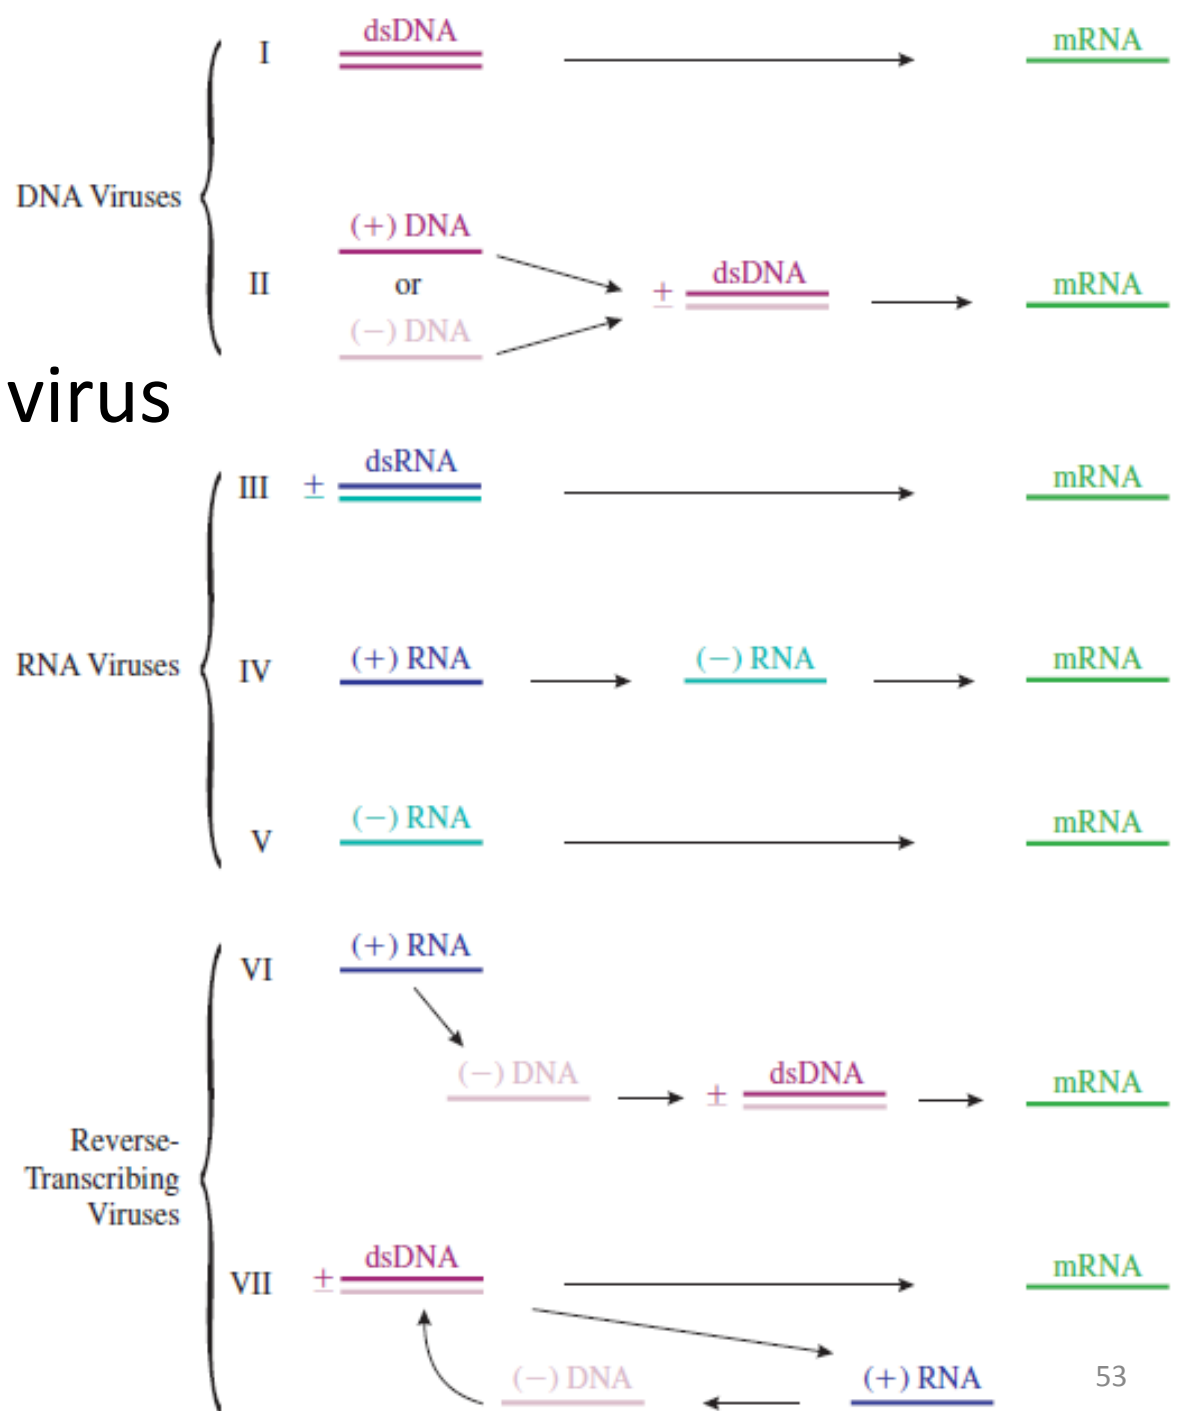 dsDNA
I
mRNA
DNA Viruses
(+) DNA
II
or
± dsDNA
mRNA
(−) DNA
virus
dsRNA
III ±
mRNA
RNA Viruses
IV
(+) RNA
(−) RNA
mRNA
V
(−) RNA
mRNA
VI
(+) RNA
(−) DNA
± dsDNA
mRNA
Reverse-
Transcribing
Viruses
VII ± dsDNA
mRNA
(−) DNA
(+) RNA
53